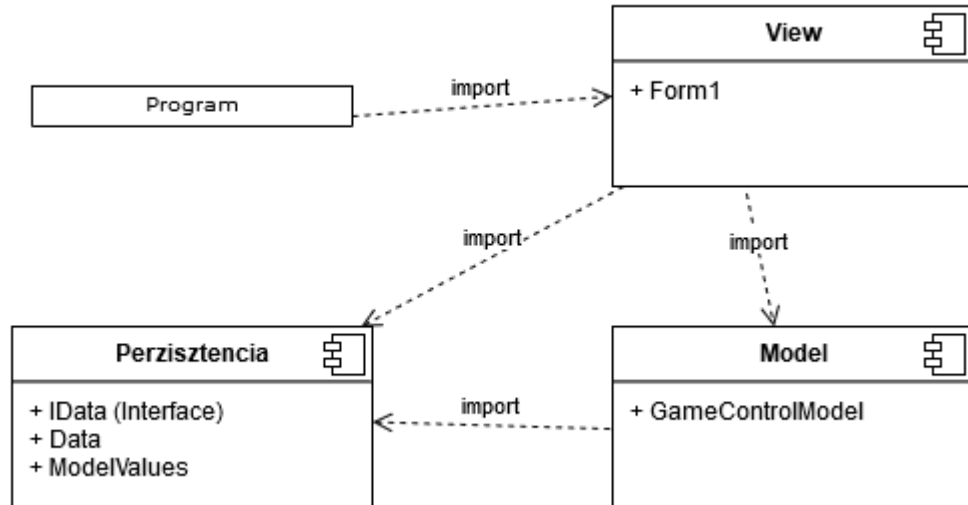 View
+ Form1
Program
import
import
import
Perzisztencia
+ IData (Interface)
+ Data
+ ModelValues
import
Model
+ GameControlModel